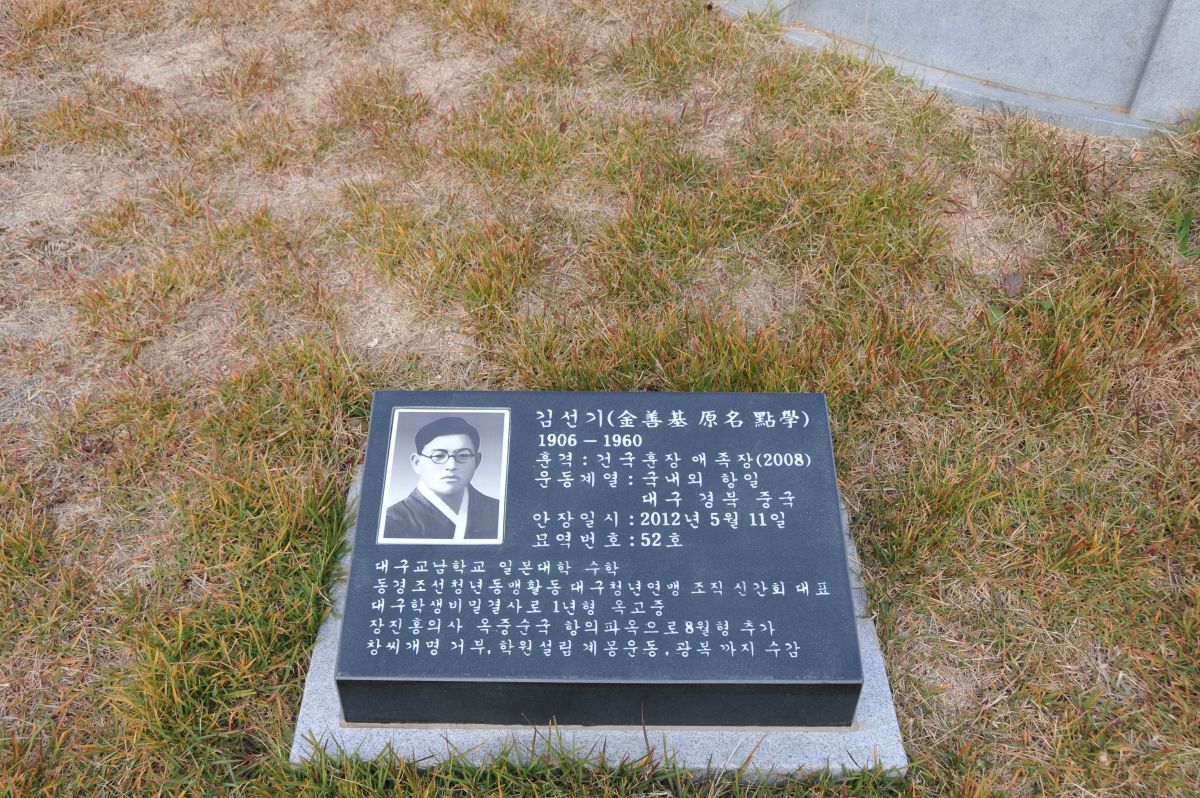 김선기(金善基 原名 點學)
1906 – 1960
훈격 : 건국훈장 애족장(2008)
운동계열 : 국내외 항일
대구 경북 중국
안장일시 : 2012년 5월 11일
묘역번호 : 52호
대구교남학교 일본대학 수학
동경조선청년동맹활동 대구청년연맹 조직 신간회 대표
대구학생비밀결사로 1년형 옥고중
장진홍의사 옥중순국 항의파옥으로 8월형 추가
창씨개명 거부, 학원설립 계몽운동, 광복까지 수감